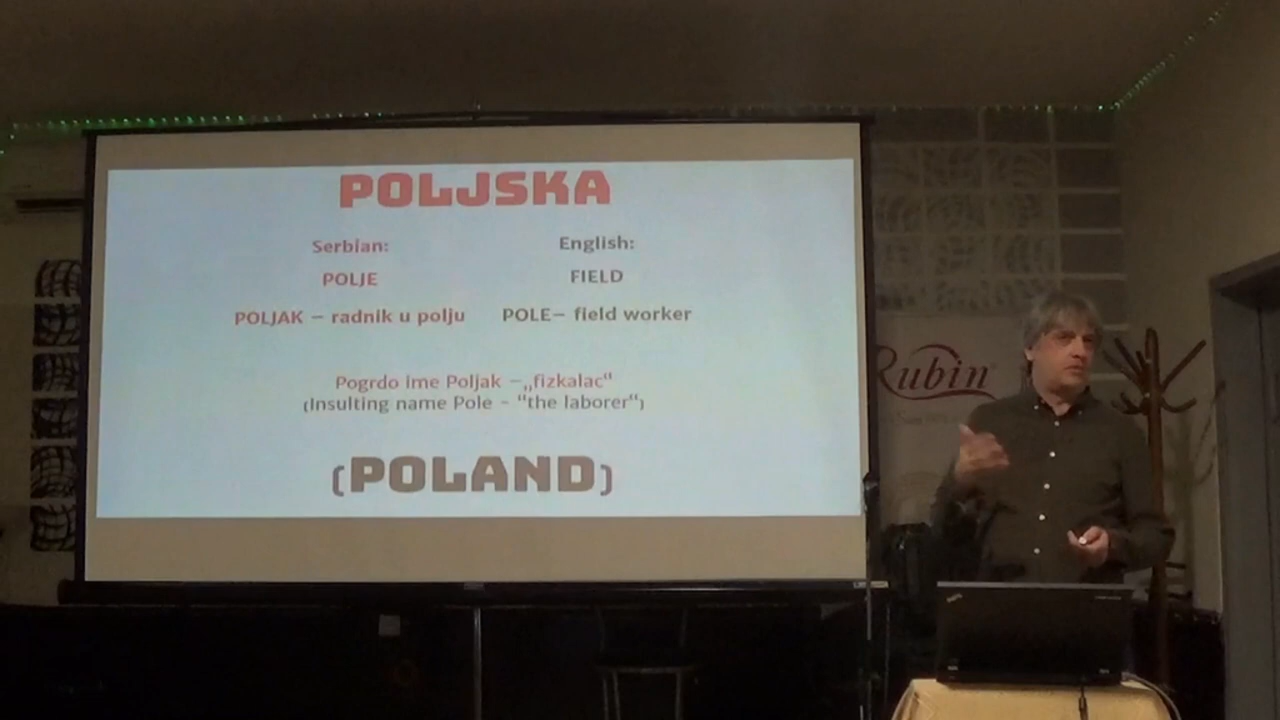 POLJSKA
Serbian: English:
POLJE FIELD
POLJAK – radnik u polju POLE– field worker
Pogrdo ime Poljak –„fizkalac“
(Insulting name Pole - “the laborer“)
(POLAND)
Rubin